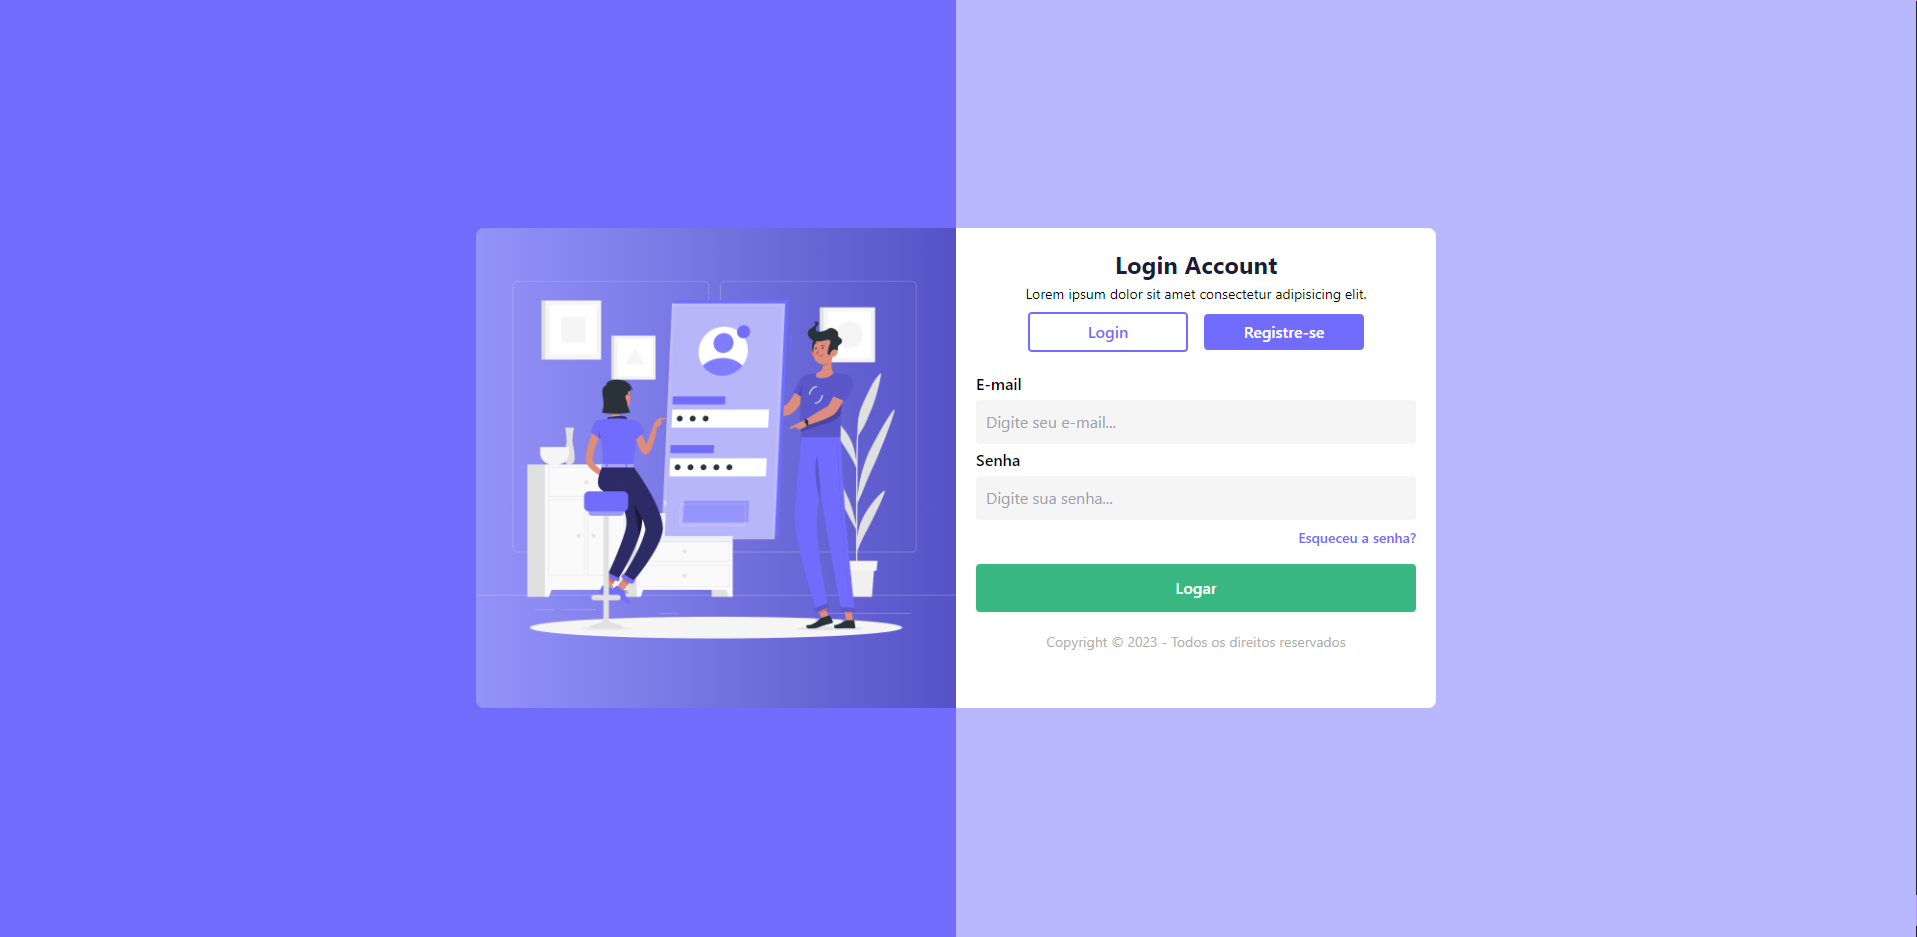 Login Account
Lorem ipsum dolor sit amet consectetur adipisicing elit.
Login
Registre-se
E-mail
Digite seu e-mail...
Senha
Digite sua senha...
Esqueceu a senha?
Logar
Copyright © 2023 - Todos os direitos reservados